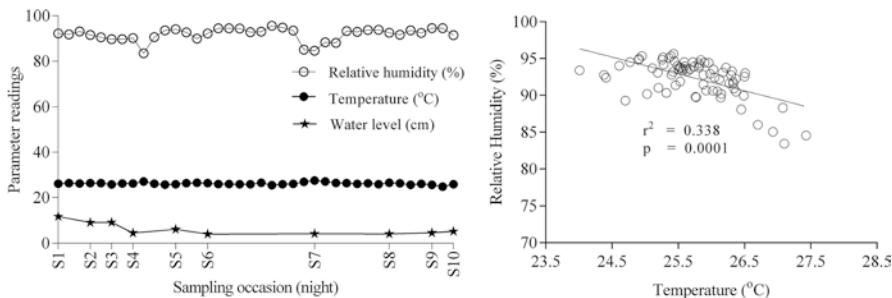 100
80
60
40
20
0
Parameter readings
Relative humidity (%)
Temperature (°C)
Water level (cm)
S1
S2
S3
S4
S5
S6
S7
S8
S9
S10
Sampling occasion (night)
100
95
90
85
80
75
70
Relative Humidity (%)
r² = 0.338
p = 0.0001
23.5
24.5
25.5
26.5
27.5
28.5
Temperature (°C)